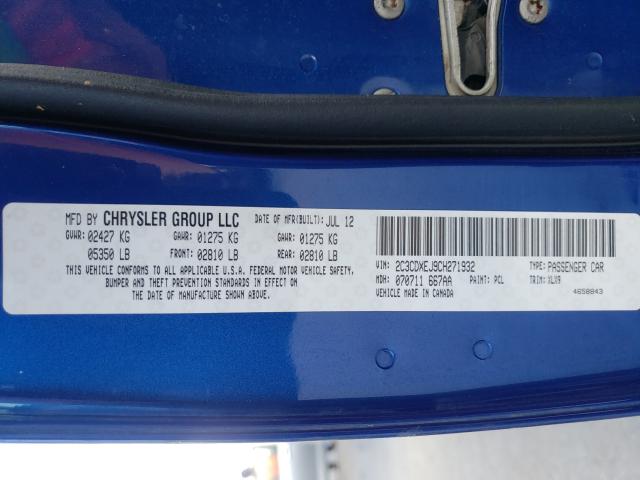 MFD BY CHRYSLER GROUP LLC DATE OF MFR(BUILT): JUL 12
GVWR: 02427 KG GAWR: 01275 KG GAWR: 01275 KG
05350 LB FRONT: 02810 LB REAR: 02810 LB
THIS VEHICLE CONFORMS TO ALL APPLICABLE U.S.A. FEDERAL MOTOR VEHICLE SAFETY,
BUMPER AND THEFT PREVENTION STANDARDS IN EFFECT ON
THE DATE OF MANUFACTURE SHOWN ABOVE.
VIN: 2C3CDXEJ9CH271932 TYPE: PASSENGER CAR
MDH: 070711 667AA PAINT: PCL TRIM: XLX9
VEHICLE MADE IN CANADA 4658843